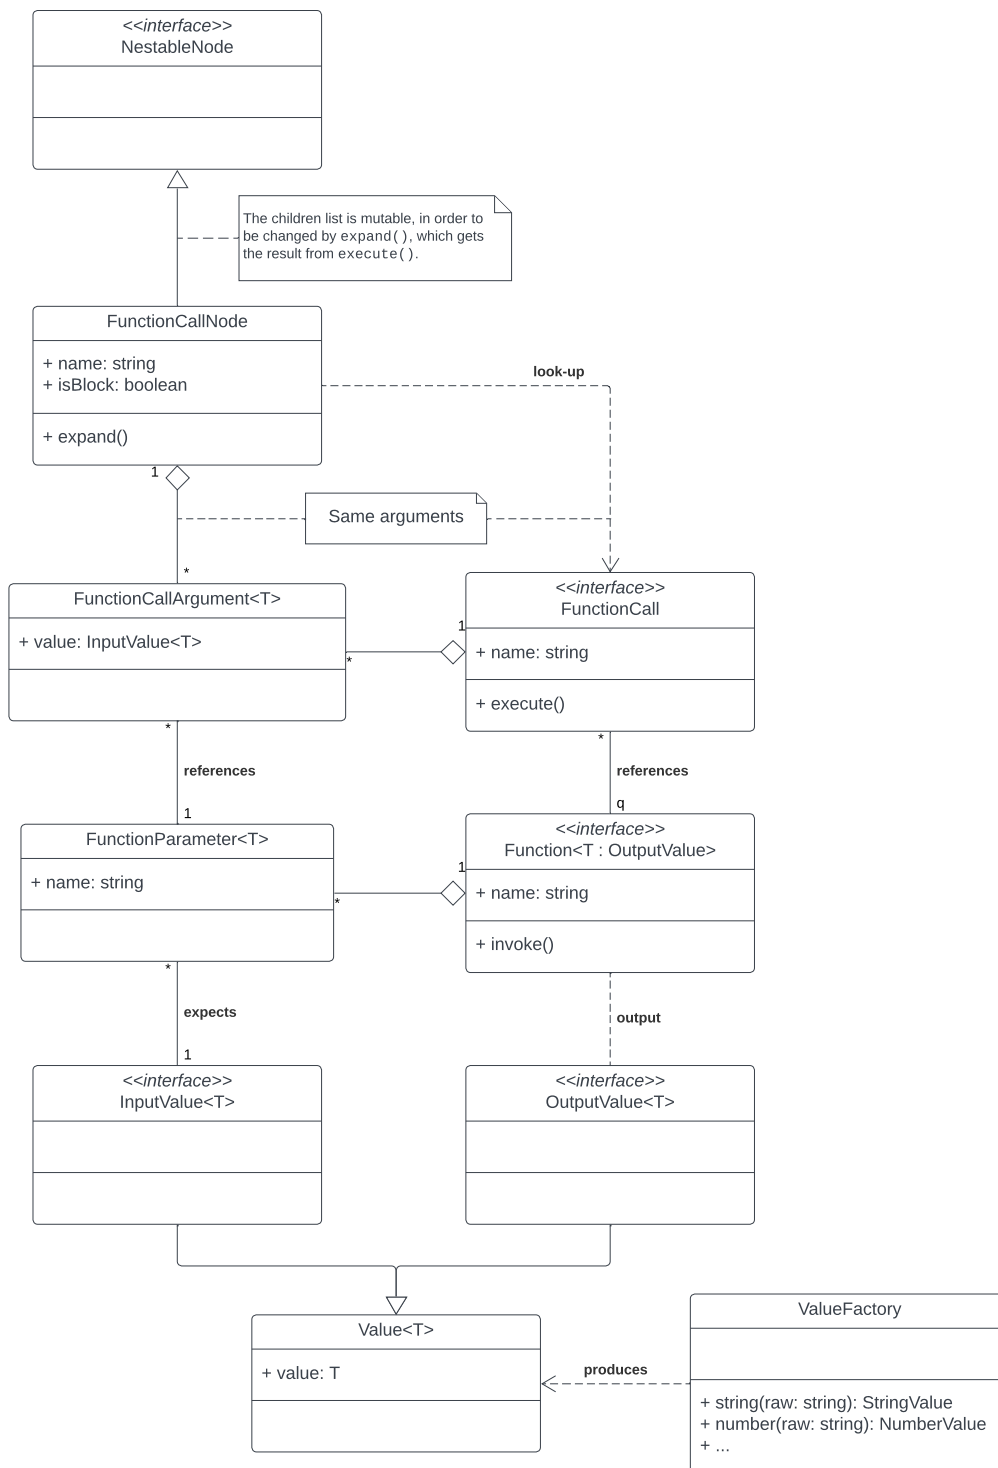 <<interface>>
NestableNode
The children list is mutable, in order to
be changed by expand(), which gets
the result from execute().
FunctionCallNode
+ name: string
+ isBlock: boolean
+ expand()
look-up
1
Same arguments
*
FunctionCallArgument<T>
+ value: InputValue<T>
<<interface>>
FunctionCall
1
+ name: string
*
+ execute()
*
references
1
*
references
q
FunctionParameter<T>
+ name: string
<<interface>>
Function<T : OutputValue>
1
+ name: string
*
+ invoke()
*
expects
1
output
<<interface>>
InputValue<T>
<<interface>>
OutputValue<T>
Value<T>
+ value: T
produces
ValueFactory
+ string(raw: string): StringValue
+ number(raw: string): NumberValue
+ ...